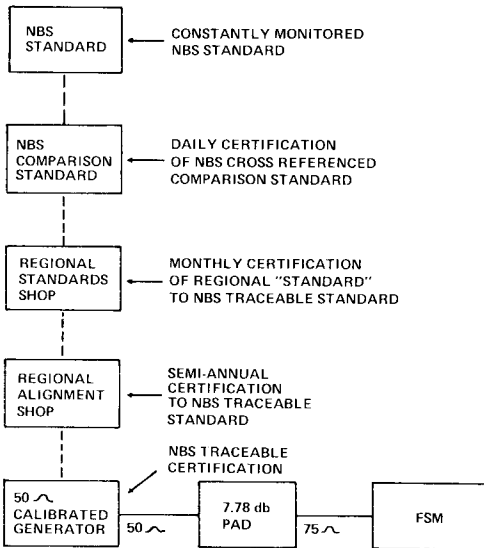 NBS
STANDARD
CONSTANTLY MONITORED
NBS STANDARD
NBS
COMPARISON
STANDARD
DAILY CERTIFICATION
OF NBS CROSS REFERENCED
COMPARISON STANDARD
REGIONAL
STANDARDS
SHOP
MONTHLY CERTIFICATION
OF REGIONAL "STANDARD"
TO NBS TRACEABLE STANDARD
REGIONAL
ALIGNMENT
SHOP
SEMI-ANNUAL
CERTIFICATION
TO NBS TRACEABLE
STANDARD
NBS TRACEABLE
CERTIFICATION
50
CALIBRATED
GENERATOR
50
7.78 db
PAD
75
FSM